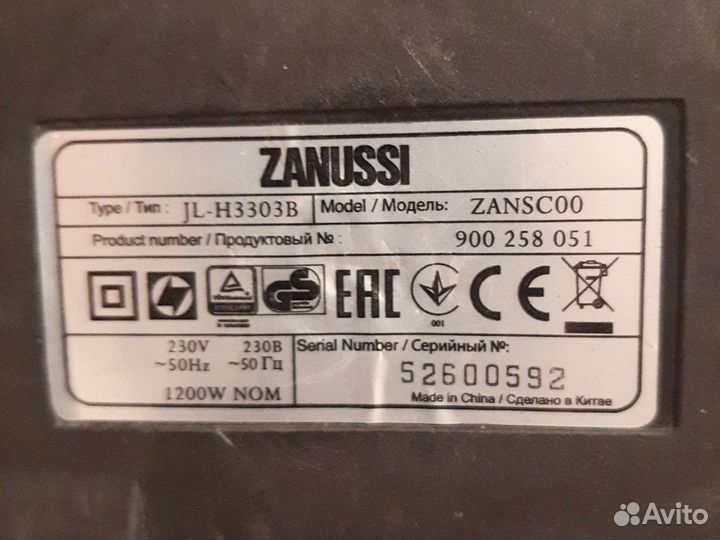 ZANUSSI
Type / Тип : JL-H3303B Model / Модель: ZANSC00
Product number / Продуктовый № : 900 258 051
GS EAC 001 CE
230V 230В Serial Number / Серийный №:
~50Hz ~50 Гц 52600592
1200W NOM Made in China / Сделано в Китае
Avito